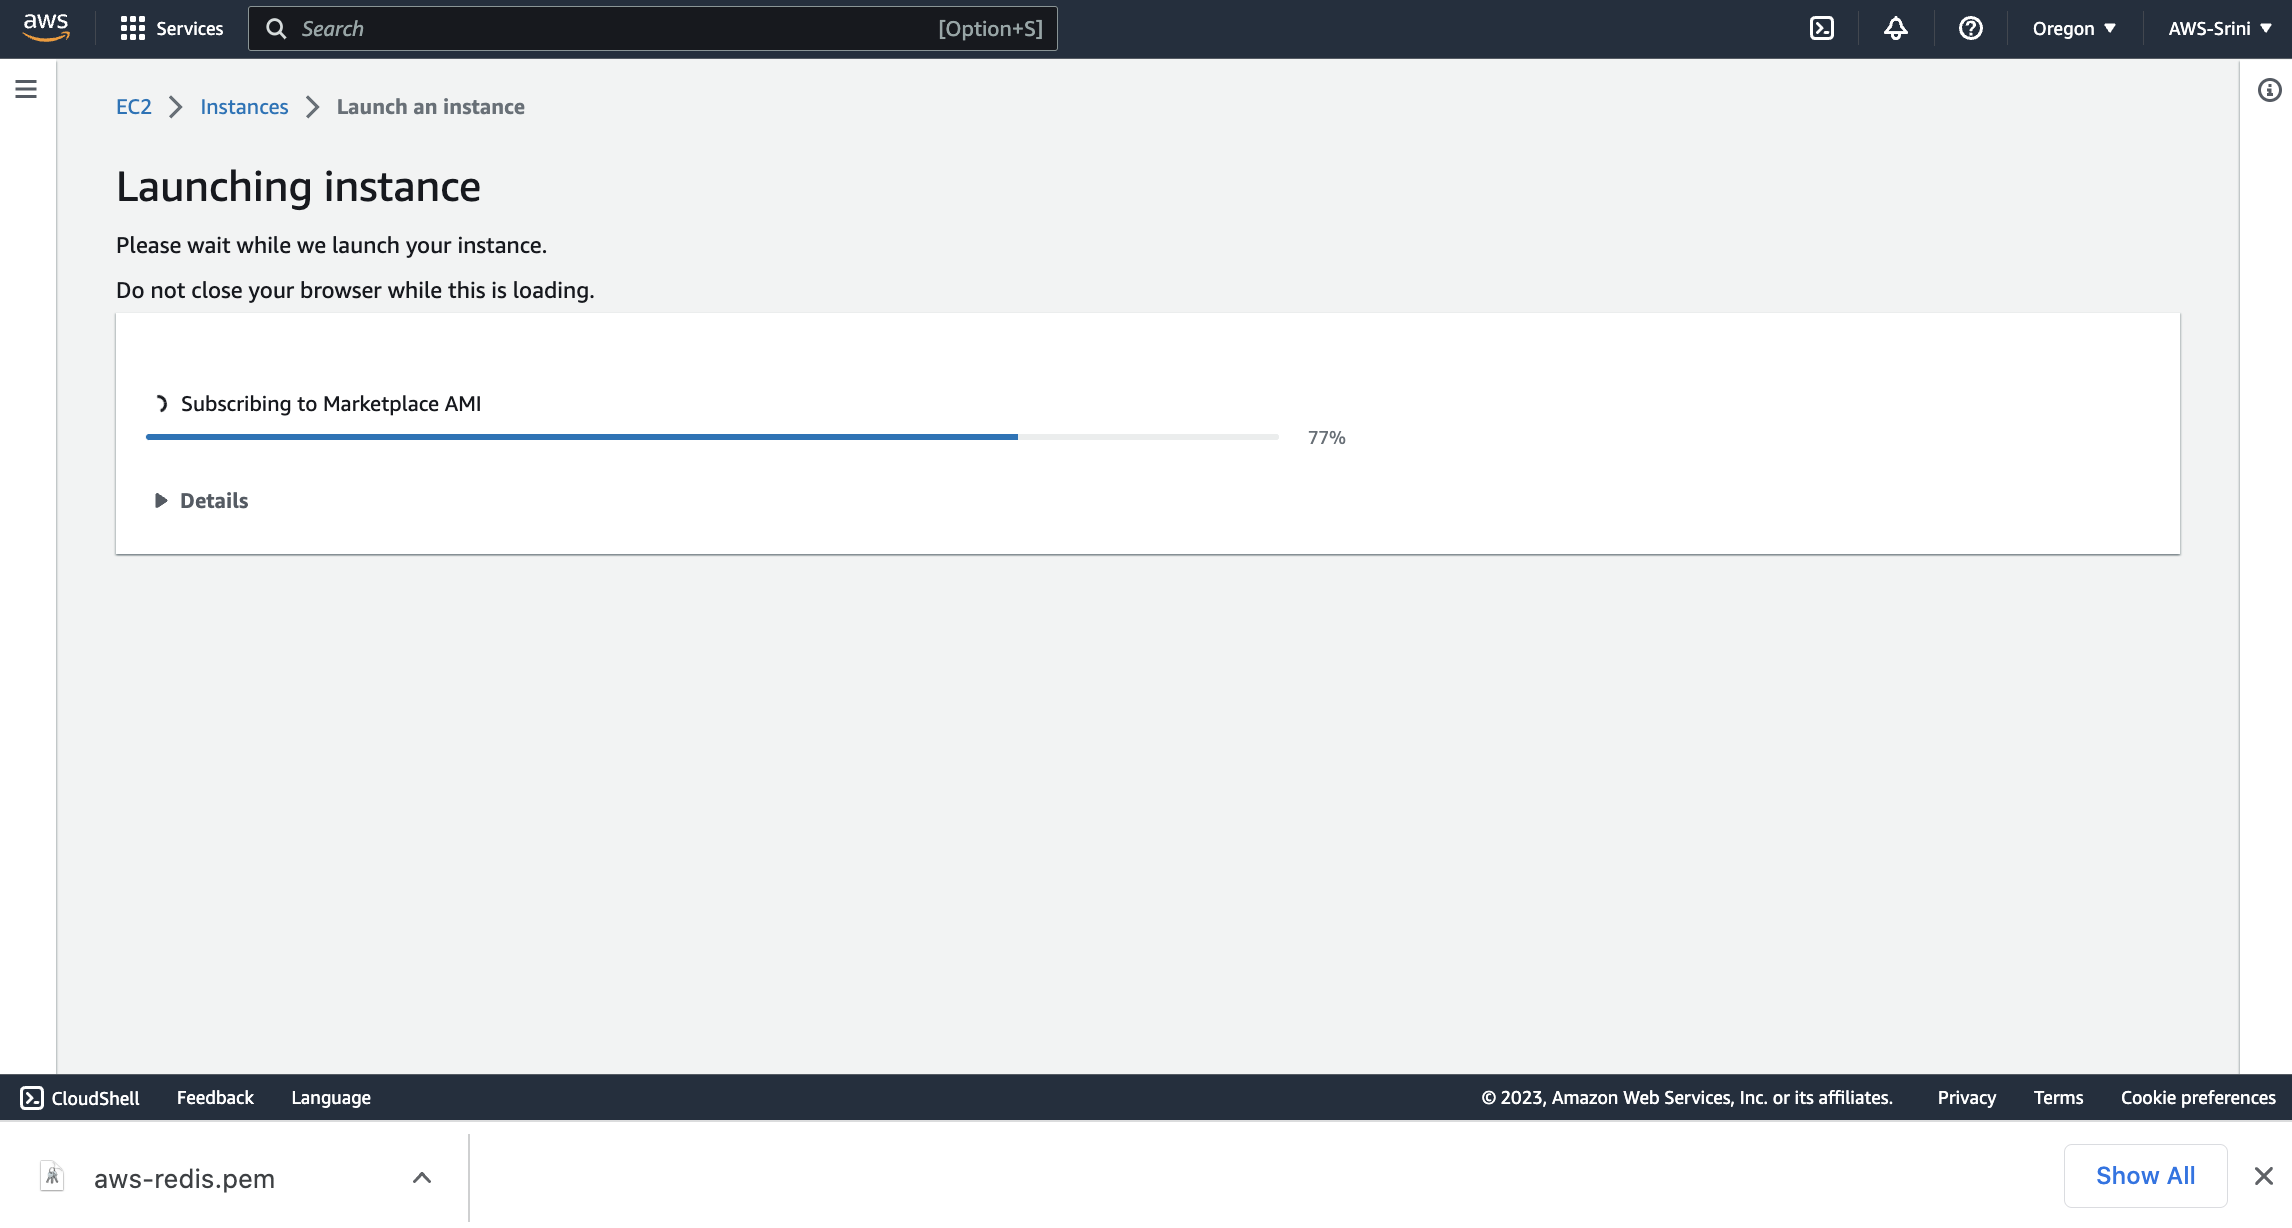 aws Services Search [Option+S] Oregon AWS-Srini
EC2 Instances Launch an instance
Launching instance
Please wait while we launch your instance.
Do not close your browser while this is loading.
Subscribing to Marketplace AMI
77%
Details
CloudShell Feedback Language © 2023, Amazon Web Services, Inc. or its affiliates. Privacy Terms Cookie preferences
aws-redis.pem Show All